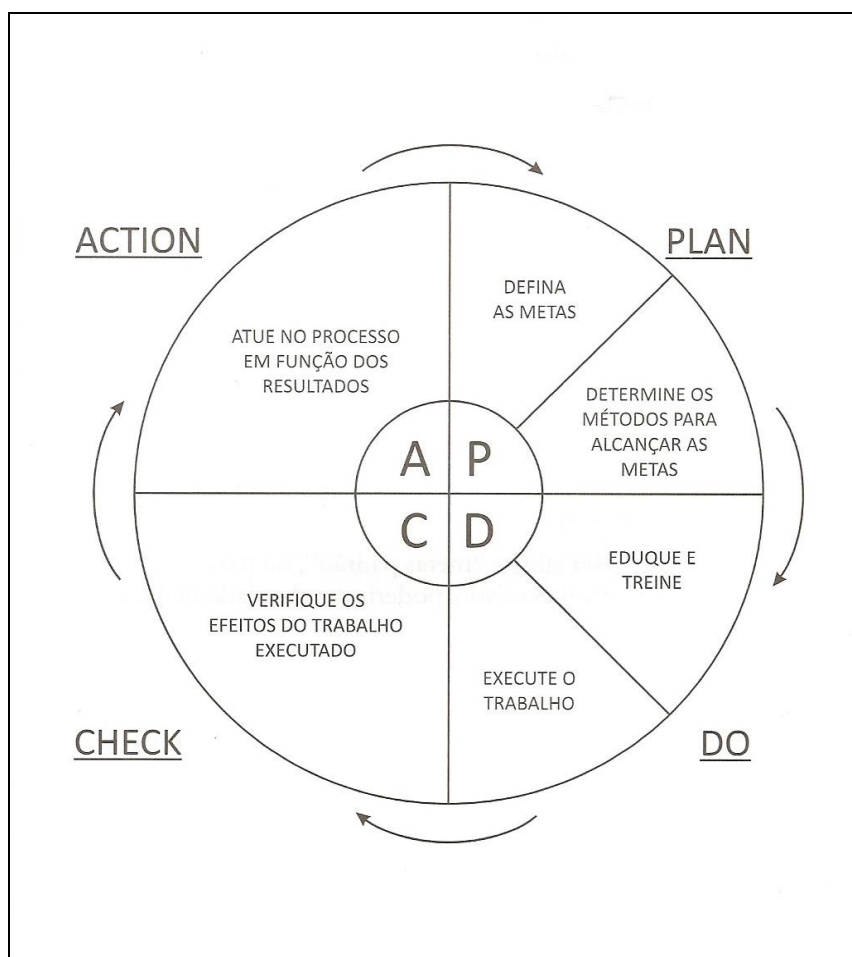 ACTION
PLAN
DEFINA
AS METAS
ATUE NO PROCESSO
EM FUNÇÃO DOS
RESULTADOS
DETERMINE OS
MÉTODOS PARA
ALCANÇAR AS
METAS
A P
C D
EDUQUE E
TREINE
VERIFIQUE OS
EFEITOS DO TRABALHO
EXECUTADO
EXECUTE O
TRABALHO
CHECK
DO